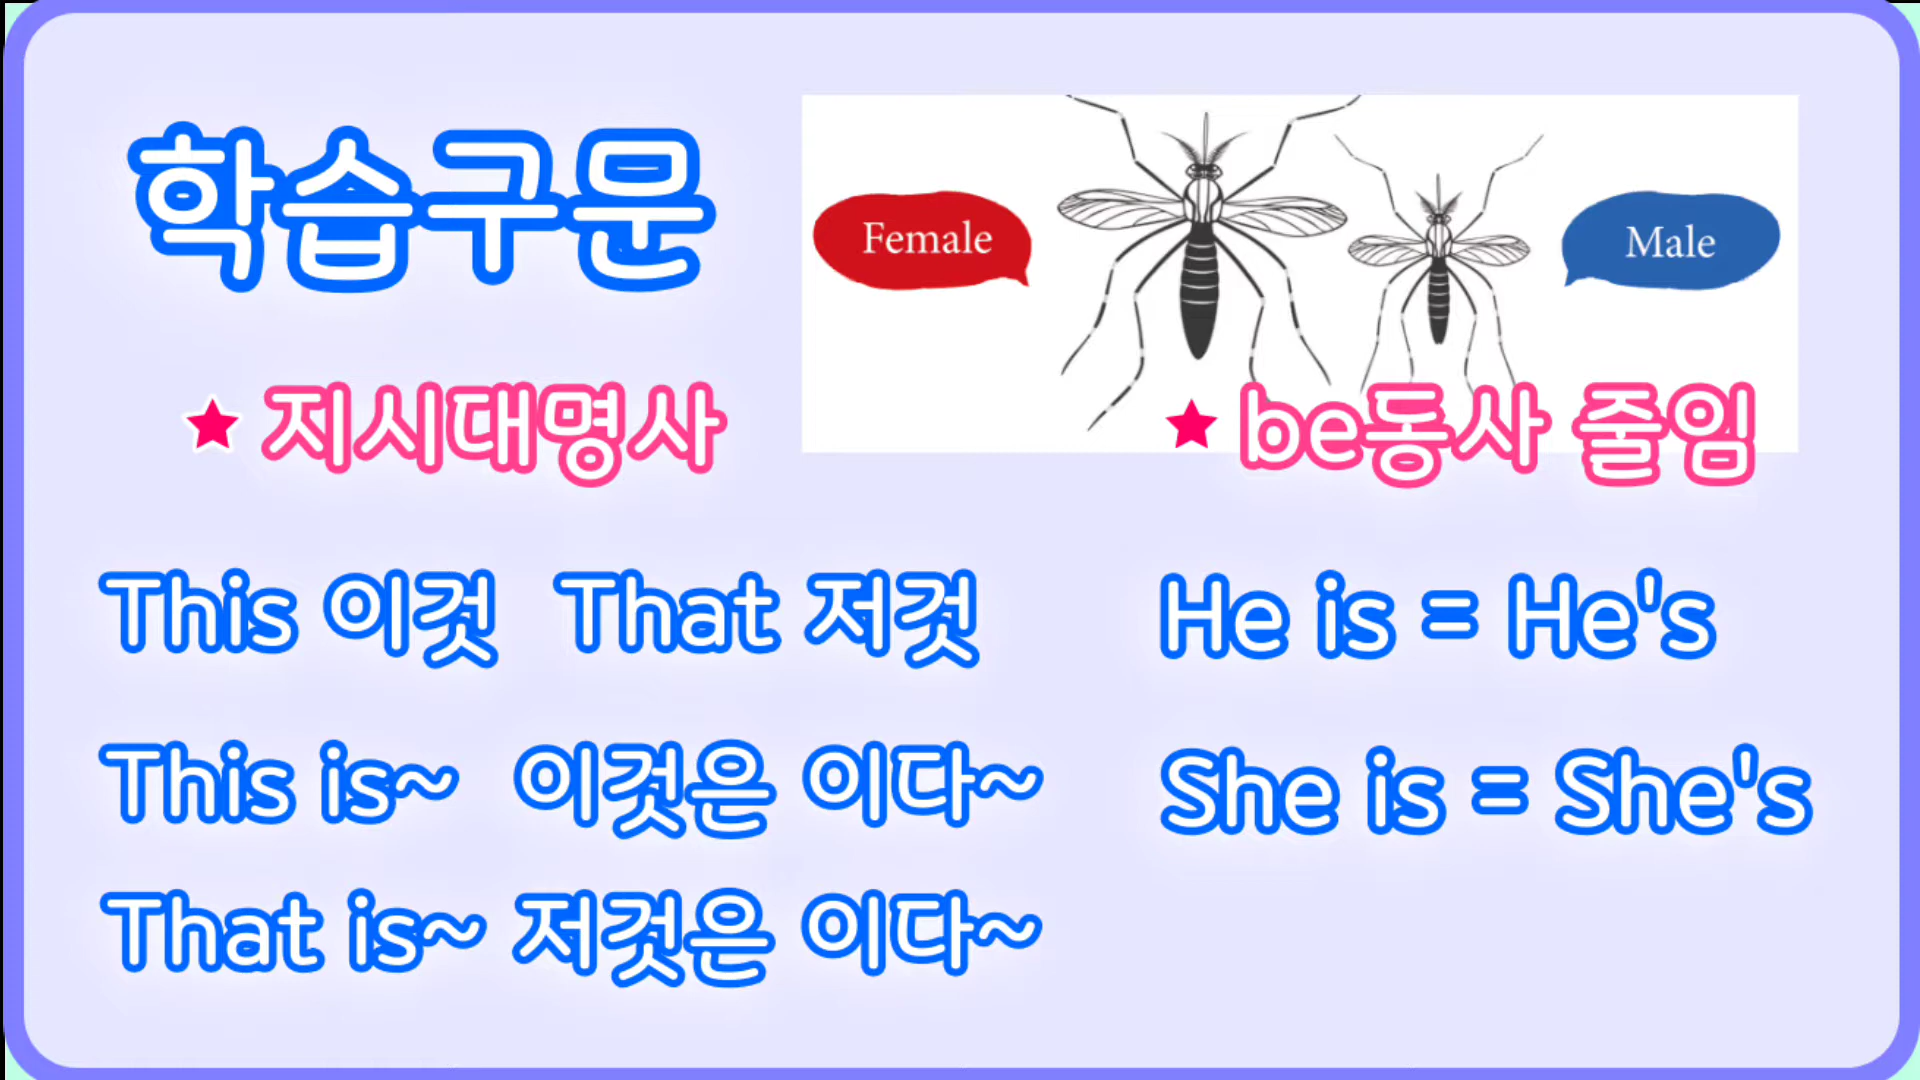 학습구문
Female
Male
★ 지시대명사
★ be동사 줄임
This 이것 That 저것
He is = He's
This is~ 이것은 이다~
She is = She's
That is~ 저것은 이다~